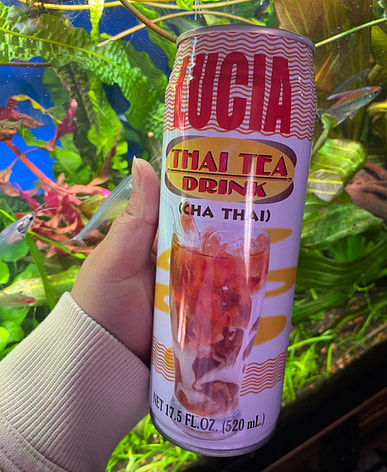 LUCIA
THAI TEA
DRINK
(CHA THAI)
NET 17.5 FL.OZ. (520 mL.)